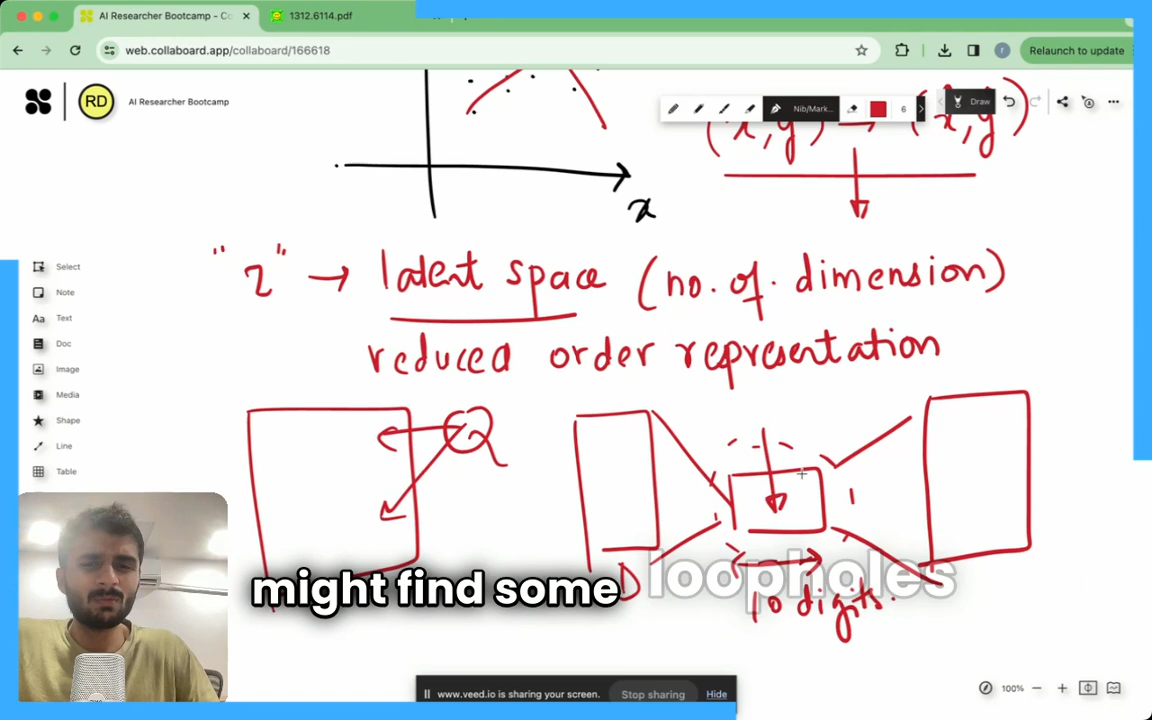 AI Researcher Bootcamp - Co
1312.6114.pdf
web.collaboard.app/collaboard/166618
Relaunch to update
RD
AI Researcher Bootcamp
Nib/Mark...
6
Draw
(x,y) → (x̂,ŷ)
x
"z" → latent space (no. of. dimension)
reduced order representation
Select
Note
Aa Text
Doc
Image
Media
Shape
Line
Table
D
10 digits.
might find some loopholes
www.veed.io is sharing your screen.
Stop sharing
Hide
100%